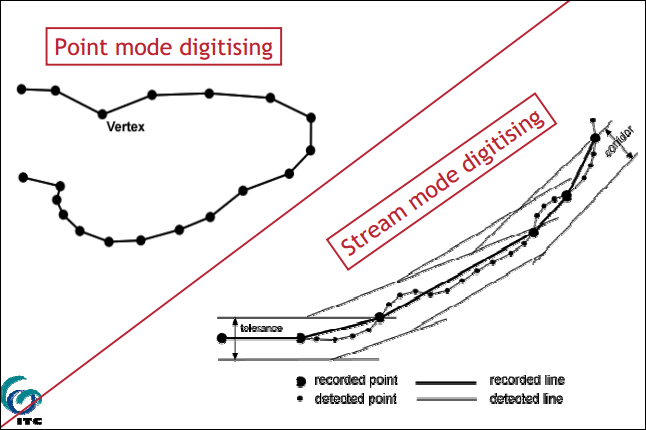 Point mode digitising
Vertex
Stream mode digitising
corridor
tolerance
recorded point
recorded line
detected point
detected line
ITC